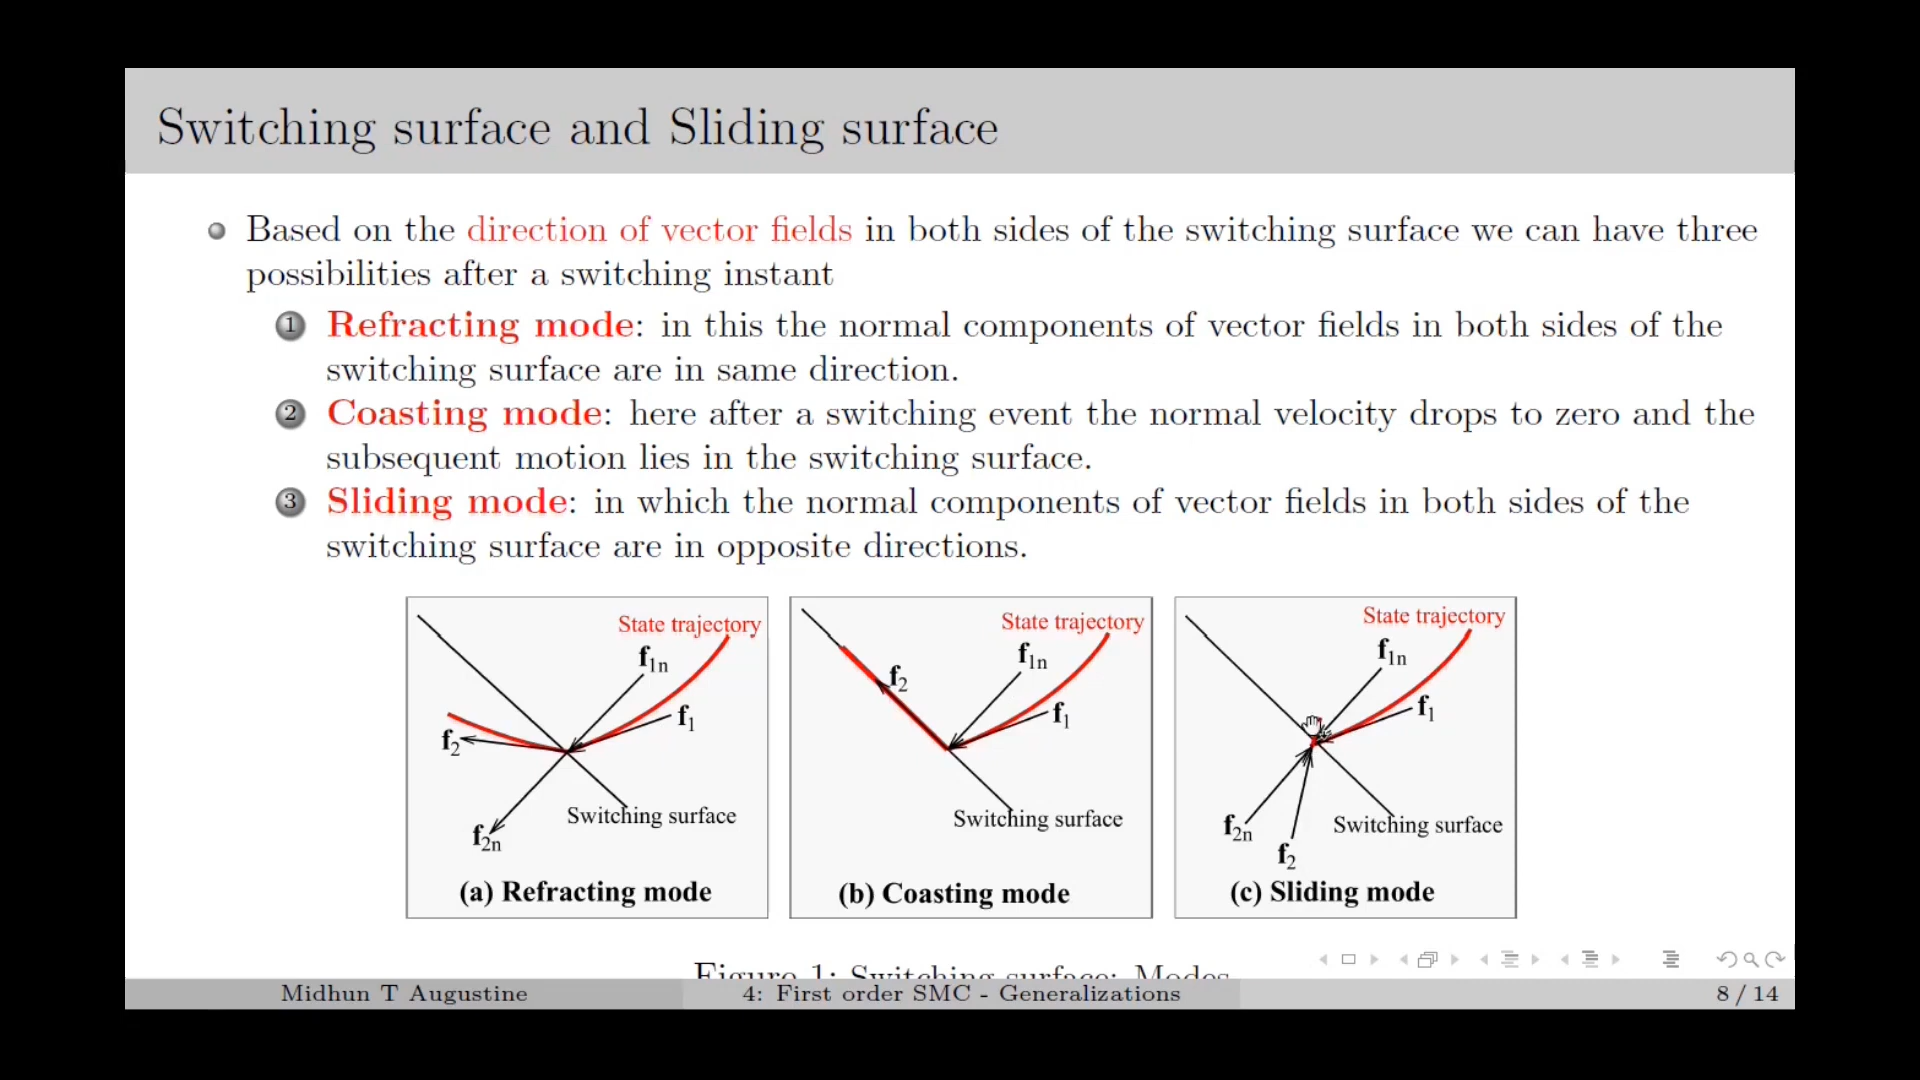 Switching surface and Sliding surface
Based on the direction of vector fields in both sides of the switching surface we can have three
possibilities after a switching instant
1 Refracting mode: in this the normal components of vector fields in both sides of the
switching surface are in same direction.
2 Coasting mode: here after a switching event the normal velocity drops to zero and the
subsequent motion lies in the switching surface.
3 Sliding mode: in which the normal components of vector fields in both sides of the
switching surface are in opposite directions.
State trajectory
f1n
f1
f2
f2n
Switching surface
(a) Refracting mode
State trajectory
f1n
f2
f1
Switching surface
(b) Coasting mode
State trajectory
f1n
f1
f2n
f2
Switching surface
(c) Sliding mode
Figure 1: Switching surface: Modes
Midhun T Augustine
4: First order SMC - Generalizations
8 / 14